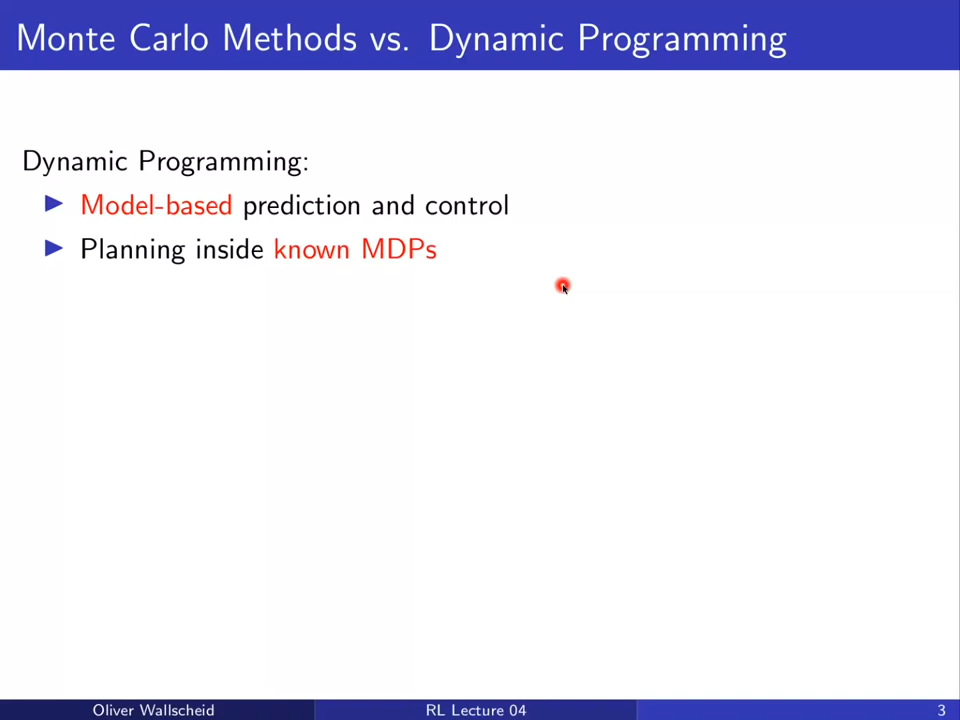 Monte Carlo Methods vs. Dynamic Programming
Dynamic Programming:
Model-based prediction and control
Planning inside known MDPs
Oliver Wallscheid
RL Lecture 04
3